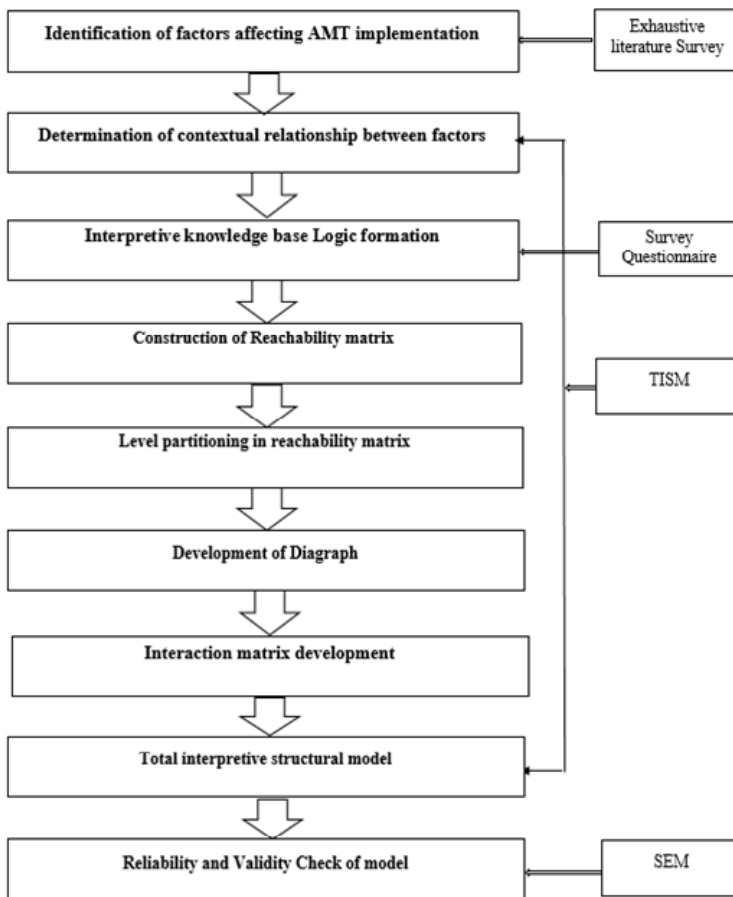 Identification of factors affecting AMT implementation
Exhaustive
literature Survey
Determination of contextual relationship between factors
Interpretive knowledge base Logic formation
Survey
Questionnaire
Construction of Reachability matrix
TISM
Level partitioning in reachability matrix
Development of Diagraph
Interaction matrix development
Total interpretive structural model
Reliability and Validity Check of model
SEM